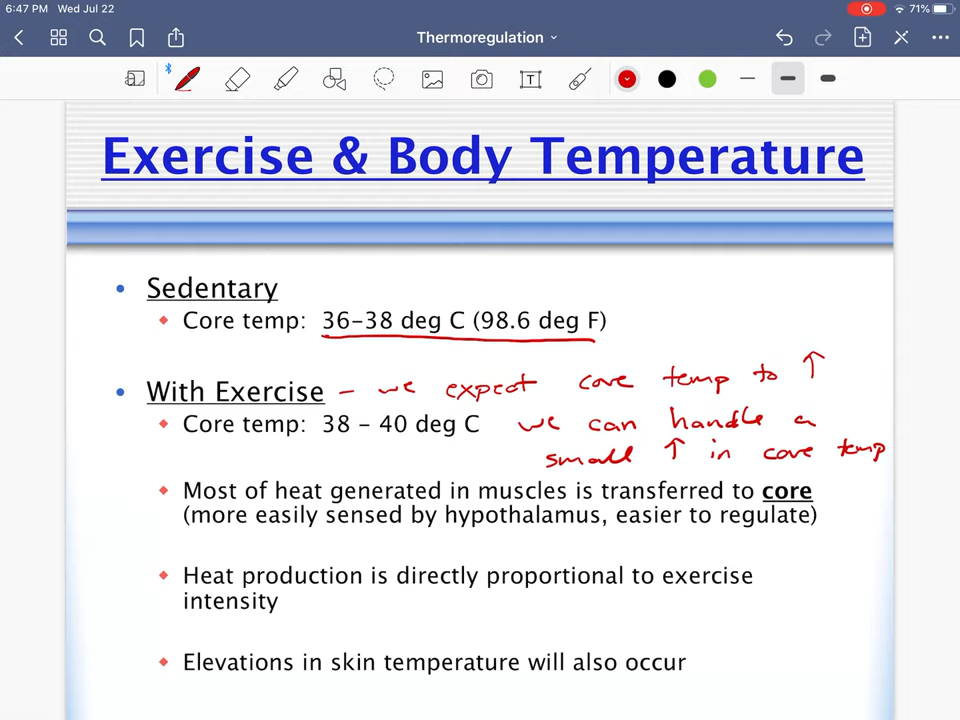 6:47 PM Wed Jul 22 71%
Thermoregulation
T
Exercise & Body Temperature
• Sedentary
Core temp: 36-38 deg C (98.6 deg F)
• With Exercise - we expect core temp to ↑
Core temp: 38 - 40 deg C we can handle a
small ↑ in core temp
Most of heat generated in muscles is transferred to core
(more easily sensed by hypothalamus, easier to regulate)
Heat production is directly proportional to exercise
intensity
Elevations in skin temperature will also occur